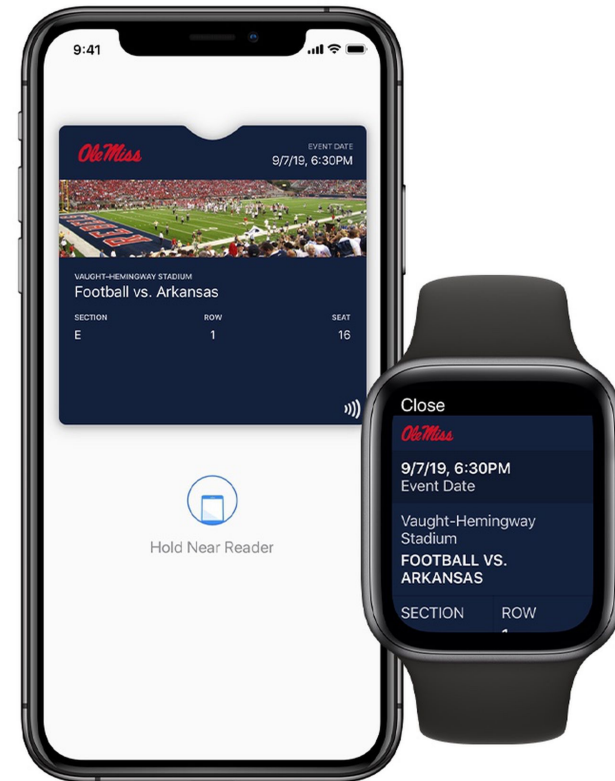 9:41
Ole Miss
EVENT DATE
9/7/19, 6:30PM
REBELS
VAUGHT-HEMINGWAY STADIUM
Football vs. Arkansas
SECTION
ROW
SEAT
E
1
16
Hold Near Reader
Close
Ole Miss
9/7/19, 6:30PM
Event Date
Vaught-Hemingway
Stadium
FOOTBALL VS.
ARKANSAS
SECTION
ROW